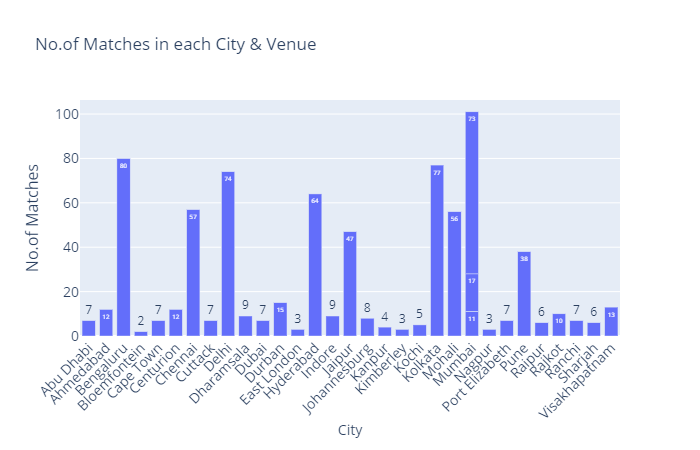 No.of Matches in each City & Venue
No.of Matches
100
80
60
40
20
0
7
12
80
2
7
12
57
7
74
9
7
15
3
64
9
47
8
4
3
5
77
56
73
17
11
3
7
38
6
10
7
6
13
Abu Dhabi
Ahmedabad
Bengaluru
Bloemfontein
Cape Town
Centurion
Chennai
Cuttack
Delhi
Dharamsala
Dubai
Durban
East London
Hyderabad
Indore
Jaipur
Johannesburg
Kanpur
Kimberley
Kochi
Kolkata
Mohali
Mumbai
Nagpur
Port Elizabeth
Pune
Raipur
Rajkot
Ranchi
Sharjah
Visakhapatnam
City